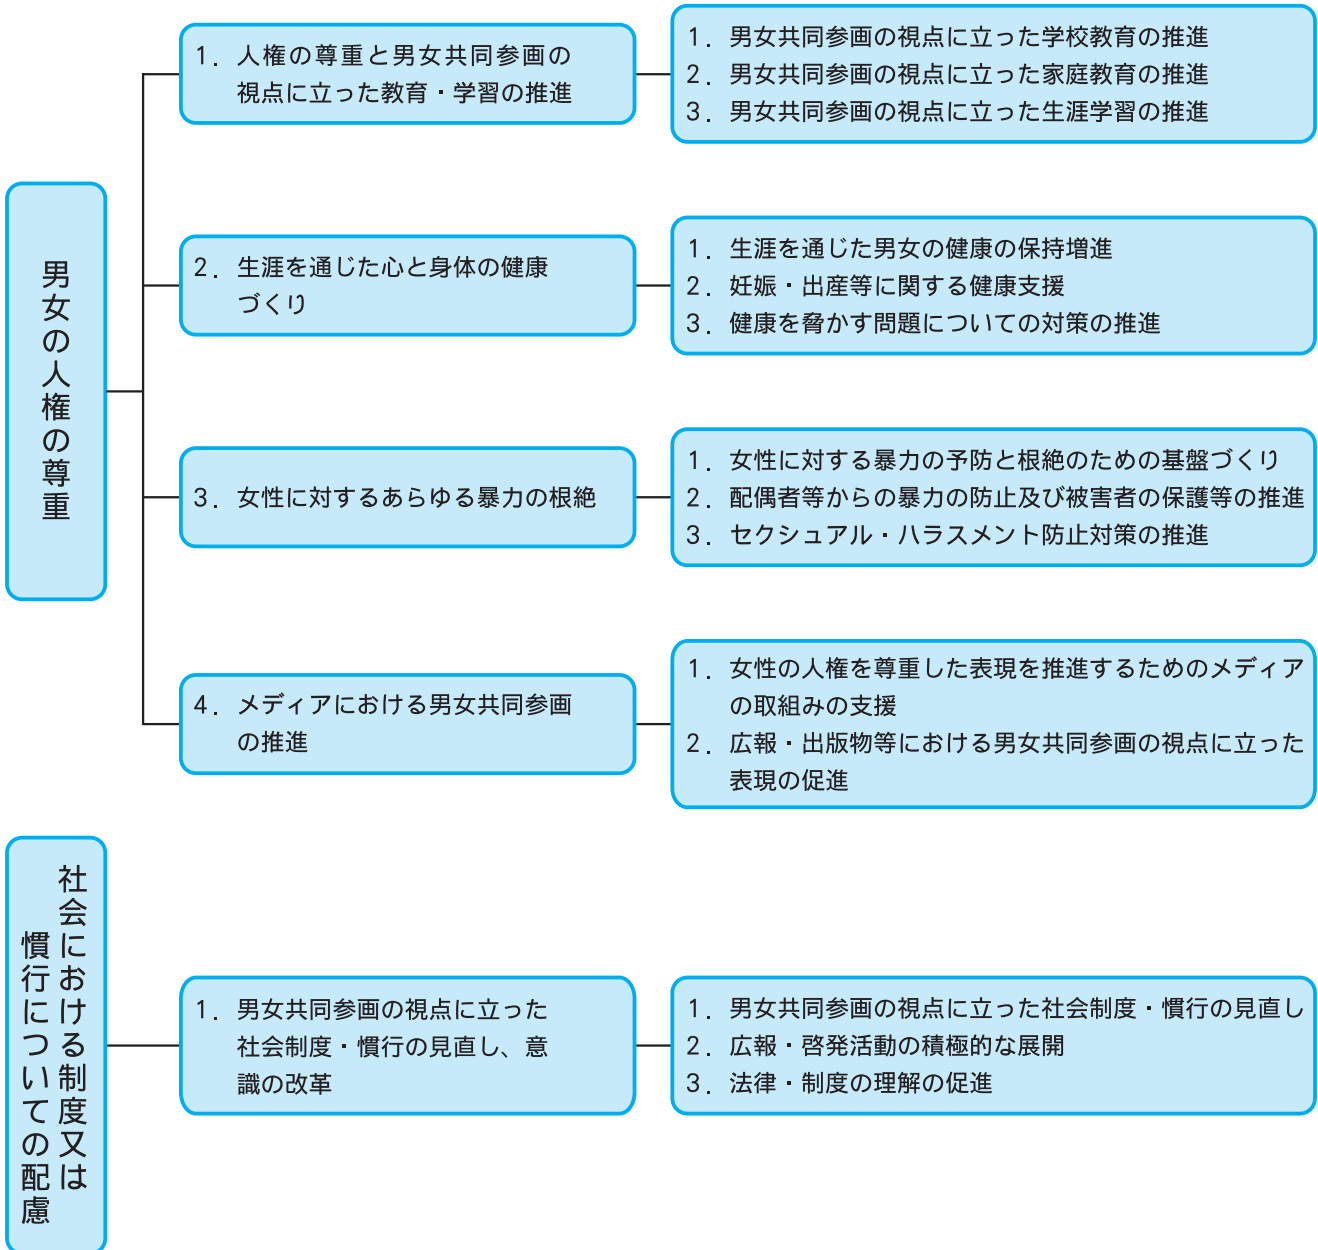 男女の人権の尊重
1．人権の尊重と男女共同参画の
視点に立った教育・学習の推進
1．男女共同参画の視点に立った学校教育の推進
2．男女共同参画の視点に立った家庭教育の推進
3．男女共同参画の視点に立った生涯学習の推進
2．生涯を通じた心と身体の健康
づくり
1．生涯を通じた男女の健康の保持増進
2．妊娠・出産等に関する健康支援
3．健康を脅かす問題についての対策の推進
3．女性に対するあらゆる暴力の根絶
1．女性に対する暴力の予防と根絶のための基盤づくり
2．配偶者等からの暴力の防止及び被害者の保護等の推進
3．セクシュアル・ハラスメント防止対策の推進
4．メディアにおける男女共同参画
の推進
1．女性の人権を尊重した表現を推進するためのメディア
の取組みの支援
2．広報・出版物等における男女共同参画の視点に立った
表現の促進
社会における制度又は
慣行についての配慮
1．男女共同参画の視点に立った
社会制度・慣行の見直し、意
識の改革
1．男女共同参画の視点に立った社会制度・慣行の見直し
2．広報・啓発活動の積極的な展開
3．法律・制度の理解の促進